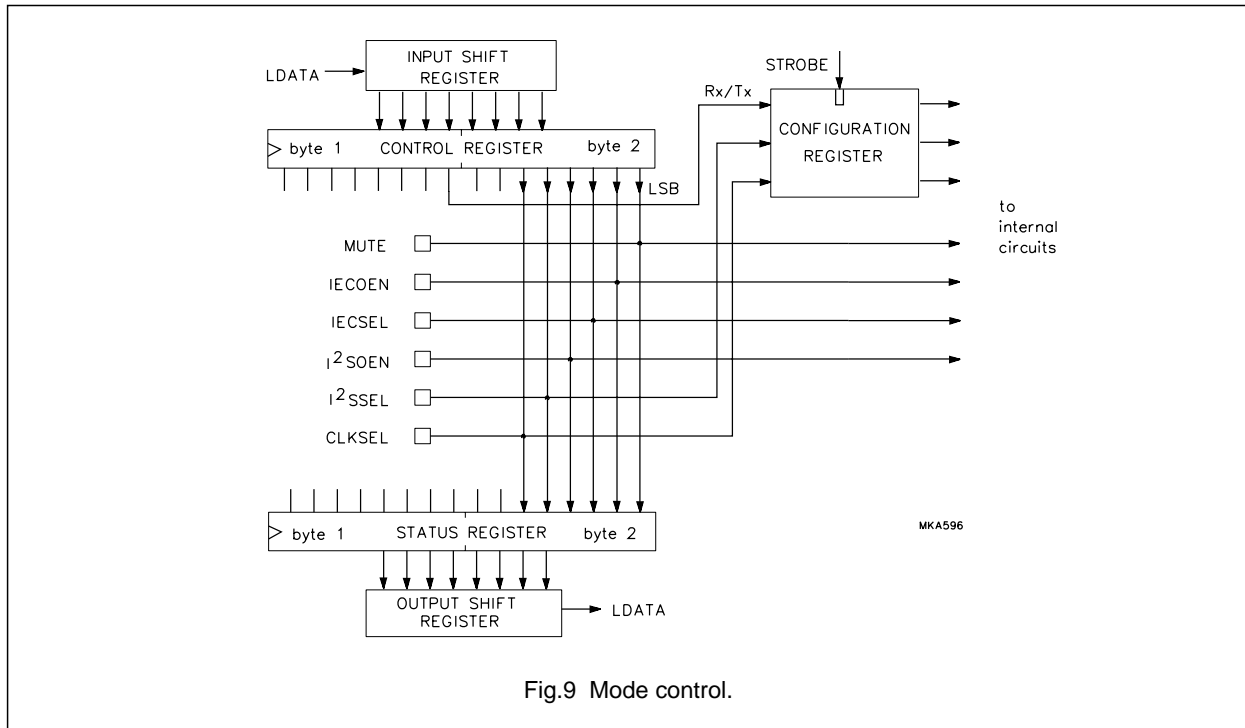 INPUT SHIFT
REGISTER
LDATA
STROBE
Rx/Tx
CONFIGURATION
REGISTER
byte 1 CONTROL REGISTER byte 2
LSB
to
internal
circuits
MUTE
IECOEN
IECSEL
I²SOEN
I²SSEL
CLKSEL
byte 1 STATUS REGISTER byte 2
MKA596
OUTPUT SHIFT
REGISTER
LDATA
Fig.9 Mode control.